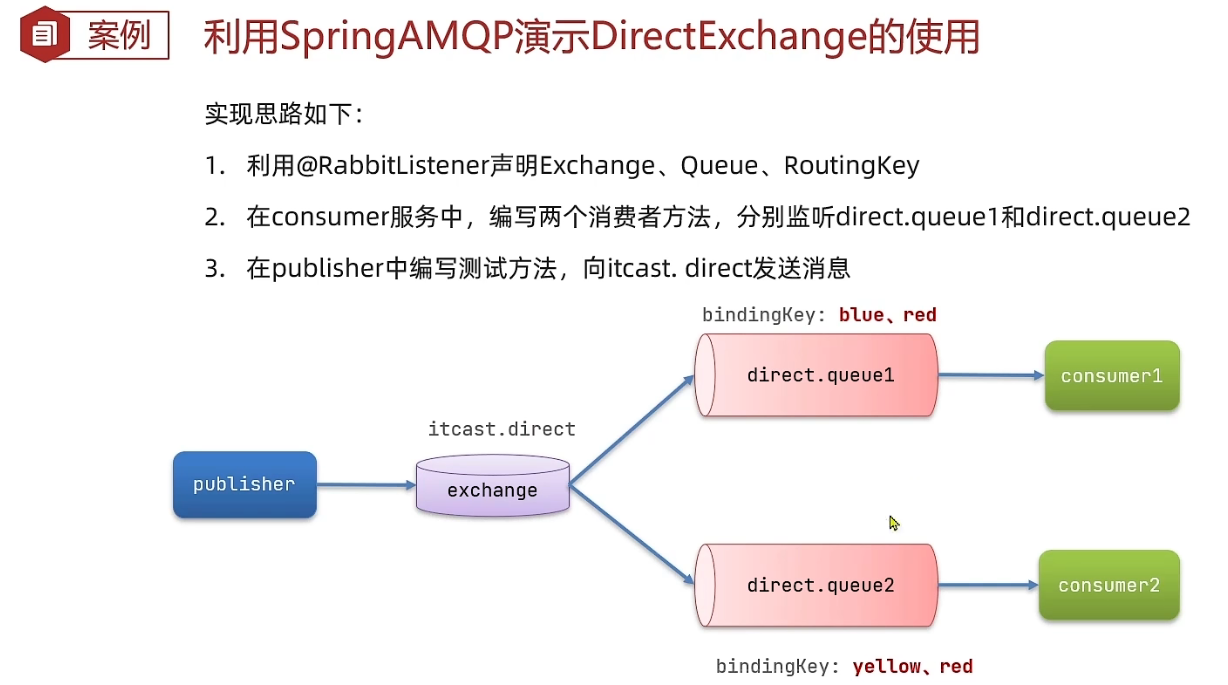 案例
利用SpringAMQP演示DirectExchange的使用
实现思路如下：
1. 利用@RabbitListener声明Exchange、Queue、RoutingKey
2. 在consumer服务中，编写两个消费者方法，分别监听direct.queue1和direct.queue2
3. 在publisher中编写测试方法，向itcast. direct发送消息
bindingKey: blue、red
direct.queue1
consumer1
itcast.direct
publisher
exchange
direct.queue2
consumer2
bindingKey: yellow、red